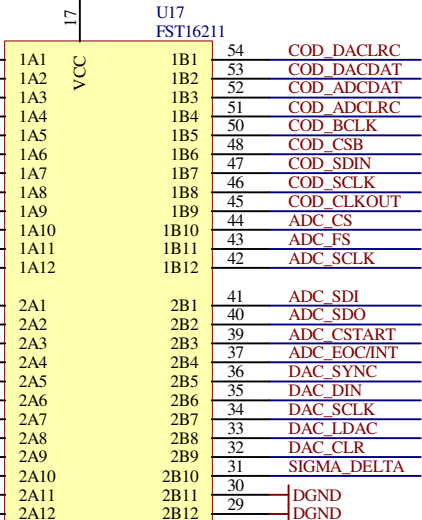 U17
17
FST16211
VCC
1A1 1B1 54 COD_DACLRC
1A2 1B2 53 COD_DACDAT
1A3 1B3 52 COD_ADCDAT
1A4 1B4 51 COD_ADCLRC
1A5 1B5 50 COD_BCLK
1A6 1B6 48 COD_CSB
1A7 1B7 47 COD_SDIN
1A8 1B8 46 COD_SCLK
1A9 1B9 45 COD_CLKOUT
1A10 1B10 44 ADC_CS
1A11 1B11 43 ADC_FS
1A12 1B12 42 ADC_SCLK
2A1 2B1 41 ADC_SDI
2A2 2B2 40 ADC_SDO
2A3 2B3 39 ADC_CSTART
2A4 2B4 37 ADC_EOC/INT
2A5 2B5 36 DAC_SYNC
2A6 2B6 35 DAC_DIN
2A7 2B7 34 DAC_SCLK
2A8 2B8 33 DAC_LDAC
2A9 2B9 32 DAC_CLR
2A10 2B10 31 SIGMA_DELTA
2A11 2B11 30 DGND
2A12 2B12 29 DGND